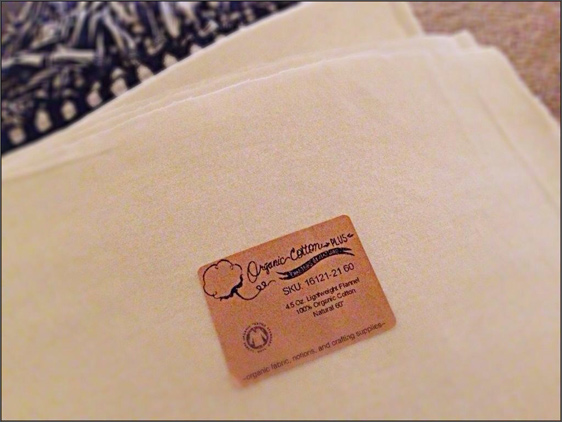 Organic-Cotton PLUS
SKU: 16121-21 60
4.5 Oz. Lightweight Flannel
100% Organic Cotton
Natural 60"
~organic fabric, notions, and crafting supplies~